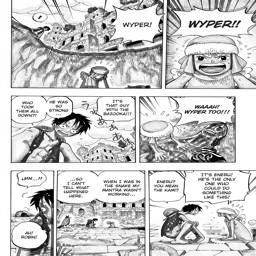 WYPER!
WYPER!!
WHO
TOOK
THEM ALL
DOWN!?
HE WAS
SO STRONG
IT'S
THAT GUY
WITH THE
BAZOOKA!!
WAAAH!
WYPER TOO!!!
UHN...!!
AH!
ROBIN!
...SO
I CAN'T
TELL WHAT
HAPPENED
HERE.
WHEN I WAS
IN THE SNAKE MY
MANTRA WASN'T
WORKING...
ENERU?
YOU MEAN
THE KAMI?
IT'S ENERU!!
HE'S THE ONLY
ONE WHO
COULD DO
SOMETHING
LIKE THIS!